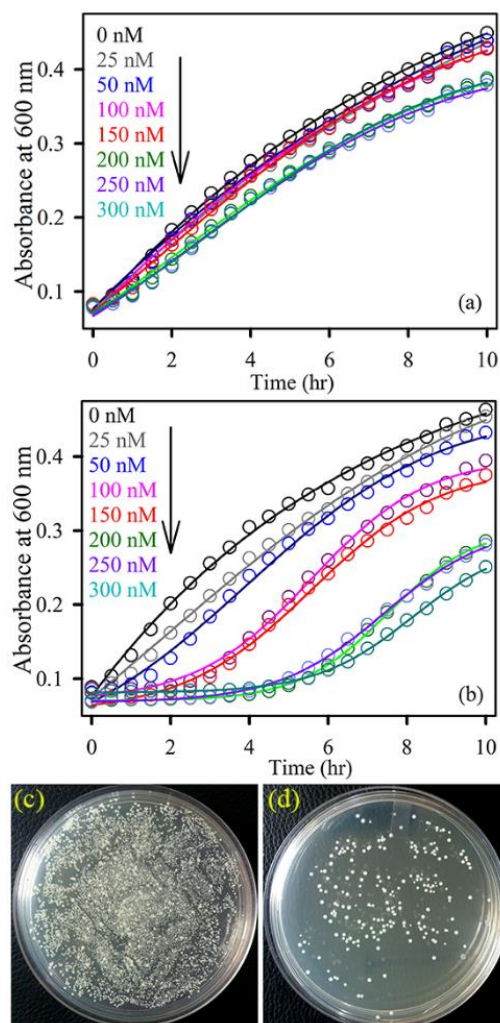 0 nM
25 nM
50 nM
100 nM
150 nM
200 nM
250 nM
300 nM
Absorbance at 600 nm
0.4
0.3
0.2
0.1
(a)
0 2 4 6 8 10
Time (hr)
0 nM
25 nM
50 nM
100 nM
150 nM
200 nM
250 nM
300 nM
Absorbance at 600 nm
0.4
0.3
0.2
0.1
(b)
0 2 4 6 8 10
Time (hr)
(c) (d)